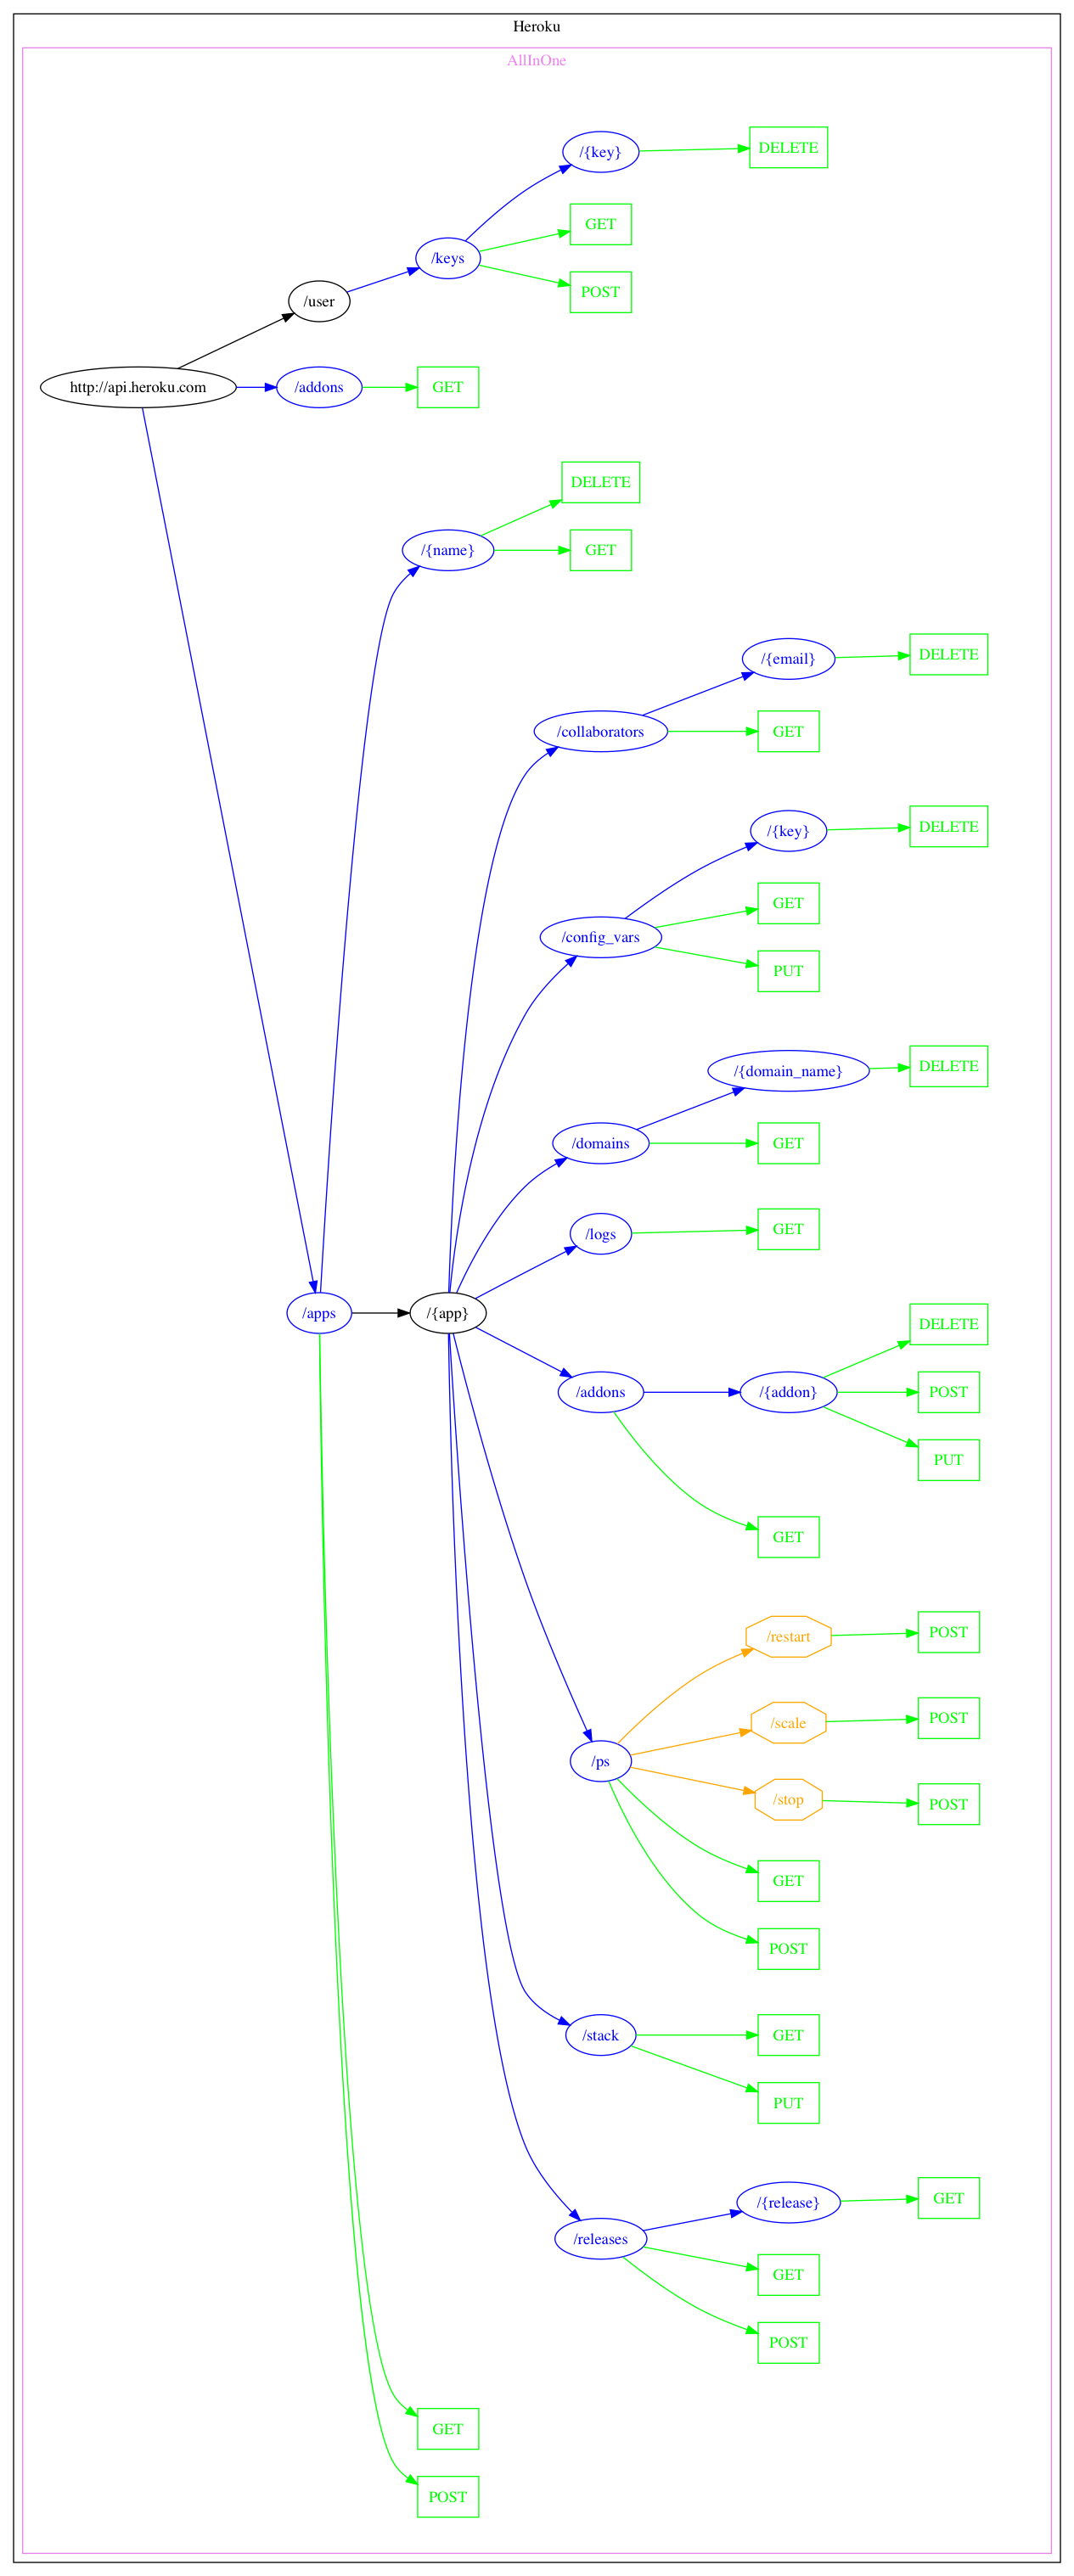 Heroku
AllInOne
/{key}
DELETE
GET
/keys
POST
/user
http://api.heroku.com
/addons
GET
DELETE
/{name}
GET
/{email}
DELETE
/collaborators
GET
/{key}
DELETE
GET
/config_vars
PUT
/{domain_name}
DELETE
/domains
GET
/logs
GET
/apps
/{app}
DELETE
/addons
/{addon}
POST
PUT
GET
/restart
POST
/scale
POST
/ps
/stop
POST
GET
POST
/stack
GET
PUT
/{release}
GET
/releases
GET
POST
GET
POST